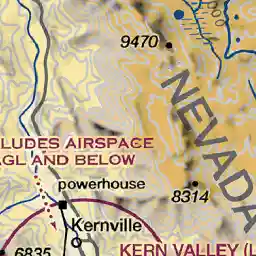 9470
NEVADA
LUDES AIRSPACE
AGL AND BELOW
powerhouse
8314
Kernville
6835
KERN VALLEY (L